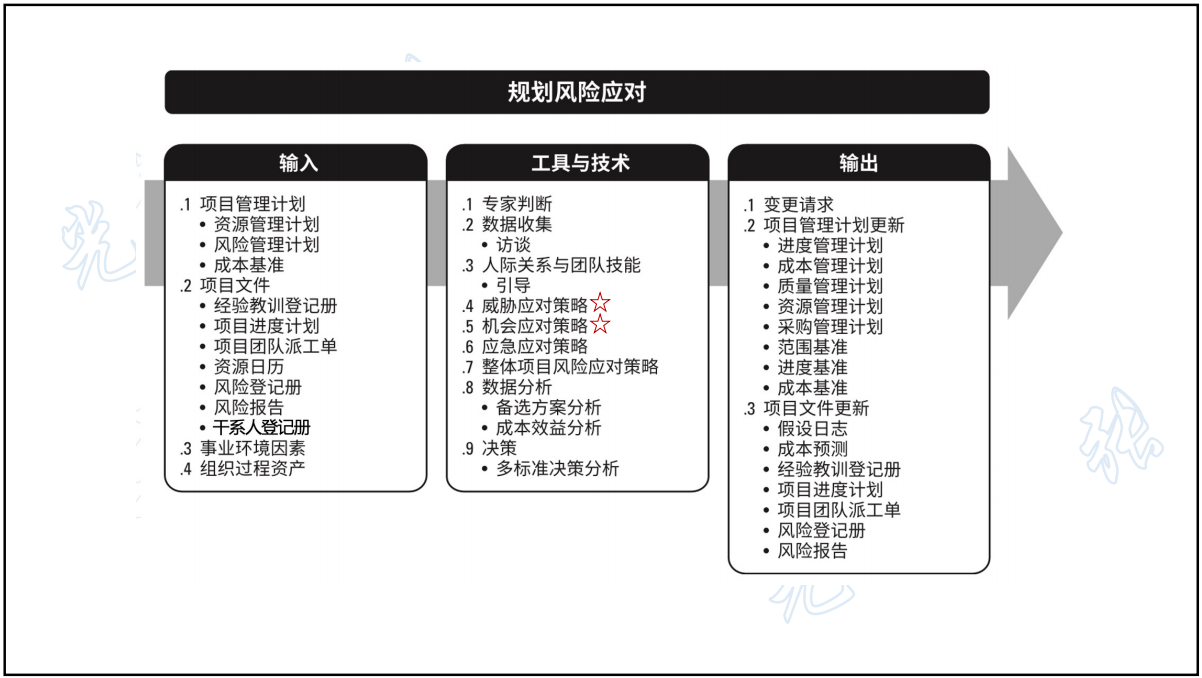 规划风险应对
输入
.1 项目管理计划
• 资源管理计划
• 风险管理计划
• 成本基准
.2 项目文件
• 经验教训登记册
• 项目进度计划
• 项目团队派工单
• 资源日历
• 风险登记册
• 风险报告
• 干系人登记册
.3 事业环境因素
.4 组织过程资产
工具与技术
.1 专家判断
.2 数据收集
• 访谈
.3 人际关系与团队技能
• 引导
.4 威胁应对策略☆
.5 机会应对策略☆
.6 应急应对策略
.7 整体项目风险应对策略
.8 数据分析
• 备选方案分析
• 成本效益分析
.9 决策
• 多标准决策分析
输出
.1 变更请求
.2 项目管理计划更新
• 进度管理计划
• 成本管理计划
• 质量管理计划
• 资源管理计划
• 采购管理计划
• 范围基准
• 进度基准
• 成本基准
.3 项目文件更新
• 假设日志
• 成本预测
• 经验教训登记册
• 项目进度计划
• 项目团队派工单
• 风险登记册
• 风险报告